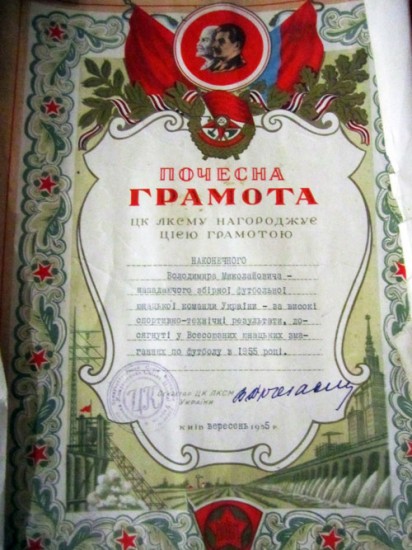 ПОЧЕСНА
ГРАМОТА
ЦК ЛКСМУ НАГОРОДЖУЄ
ЦІЄЮ ГРАМОТОЮ
НАКОНЕЧНОГО
Володимира Миколайовича -
нападаючого збірної футбольної
юнацької команди України - за високі
спортивно-технічні результати, до-
сягнуті у Всесоюзних юнацьких зма-
ганнях по футболу в 1955 році.
ЦК ЛКСМ
України
ЦК
Київ вересень 1955 р.